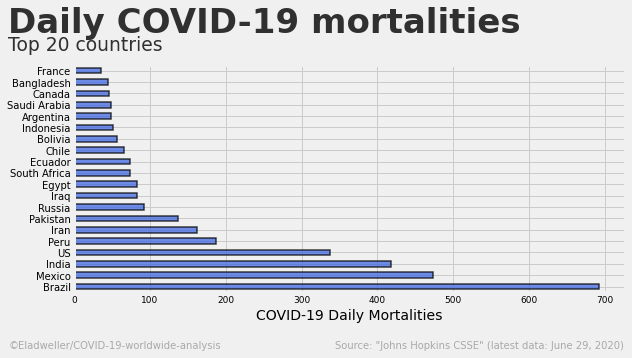 Daily COVID-19 mortalities
Top 20 countries
France
Bangladesh
Canada
Saudi Arabia
Argentina
Indonesia
Bolivia
Chile
Ecuador
South Africa
Egypt
Iraq
Russia
Pakistan
Iran
Peru
US
India
Mexico
Brazil
0 100 200 300 400 500 600 700
COVID-19 Daily Mortalities
©Eladweller/COVID-19-worldwide-analysis Source: "Johns Hopkins CSSE" (latest data: June 29, 2020)